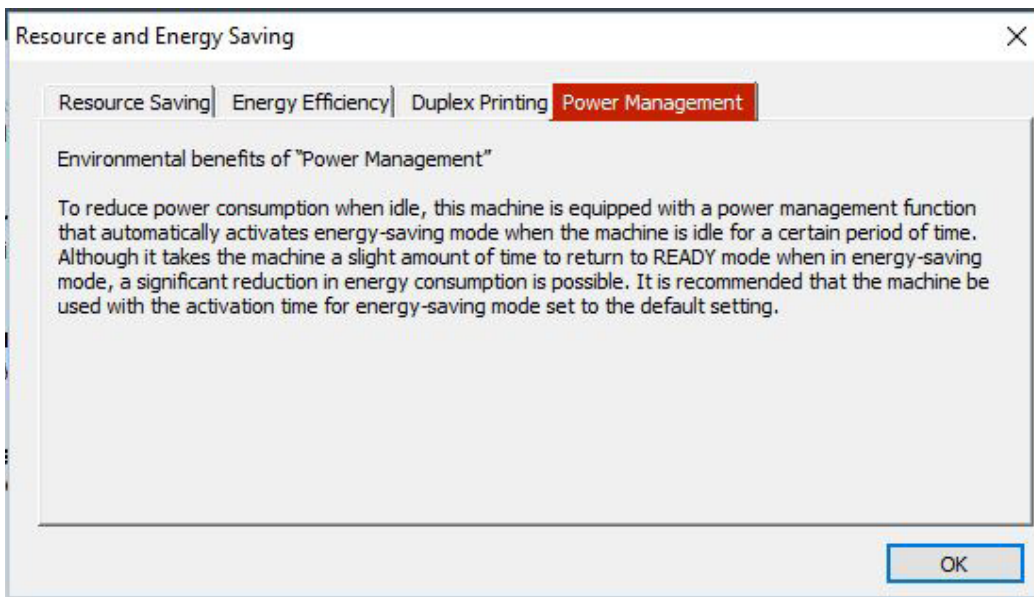 Resource and Energy Saving
Resource Saving Energy Efficiency Duplex Printing Power Management
Environmental benefits of “Power Management”
To reduce power consumption when idle, this machine is equipped with a power management function
that automatically activates energy-saving mode when the machine is idle for a certain period of time.
Although it takes the machine a slight amount of time to return to READY mode when in energy-saving
mode, a significant reduction in energy consumption is possible. It is recommended that the machine be
used with the activation time for energy-saving mode set to the default setting.
OK